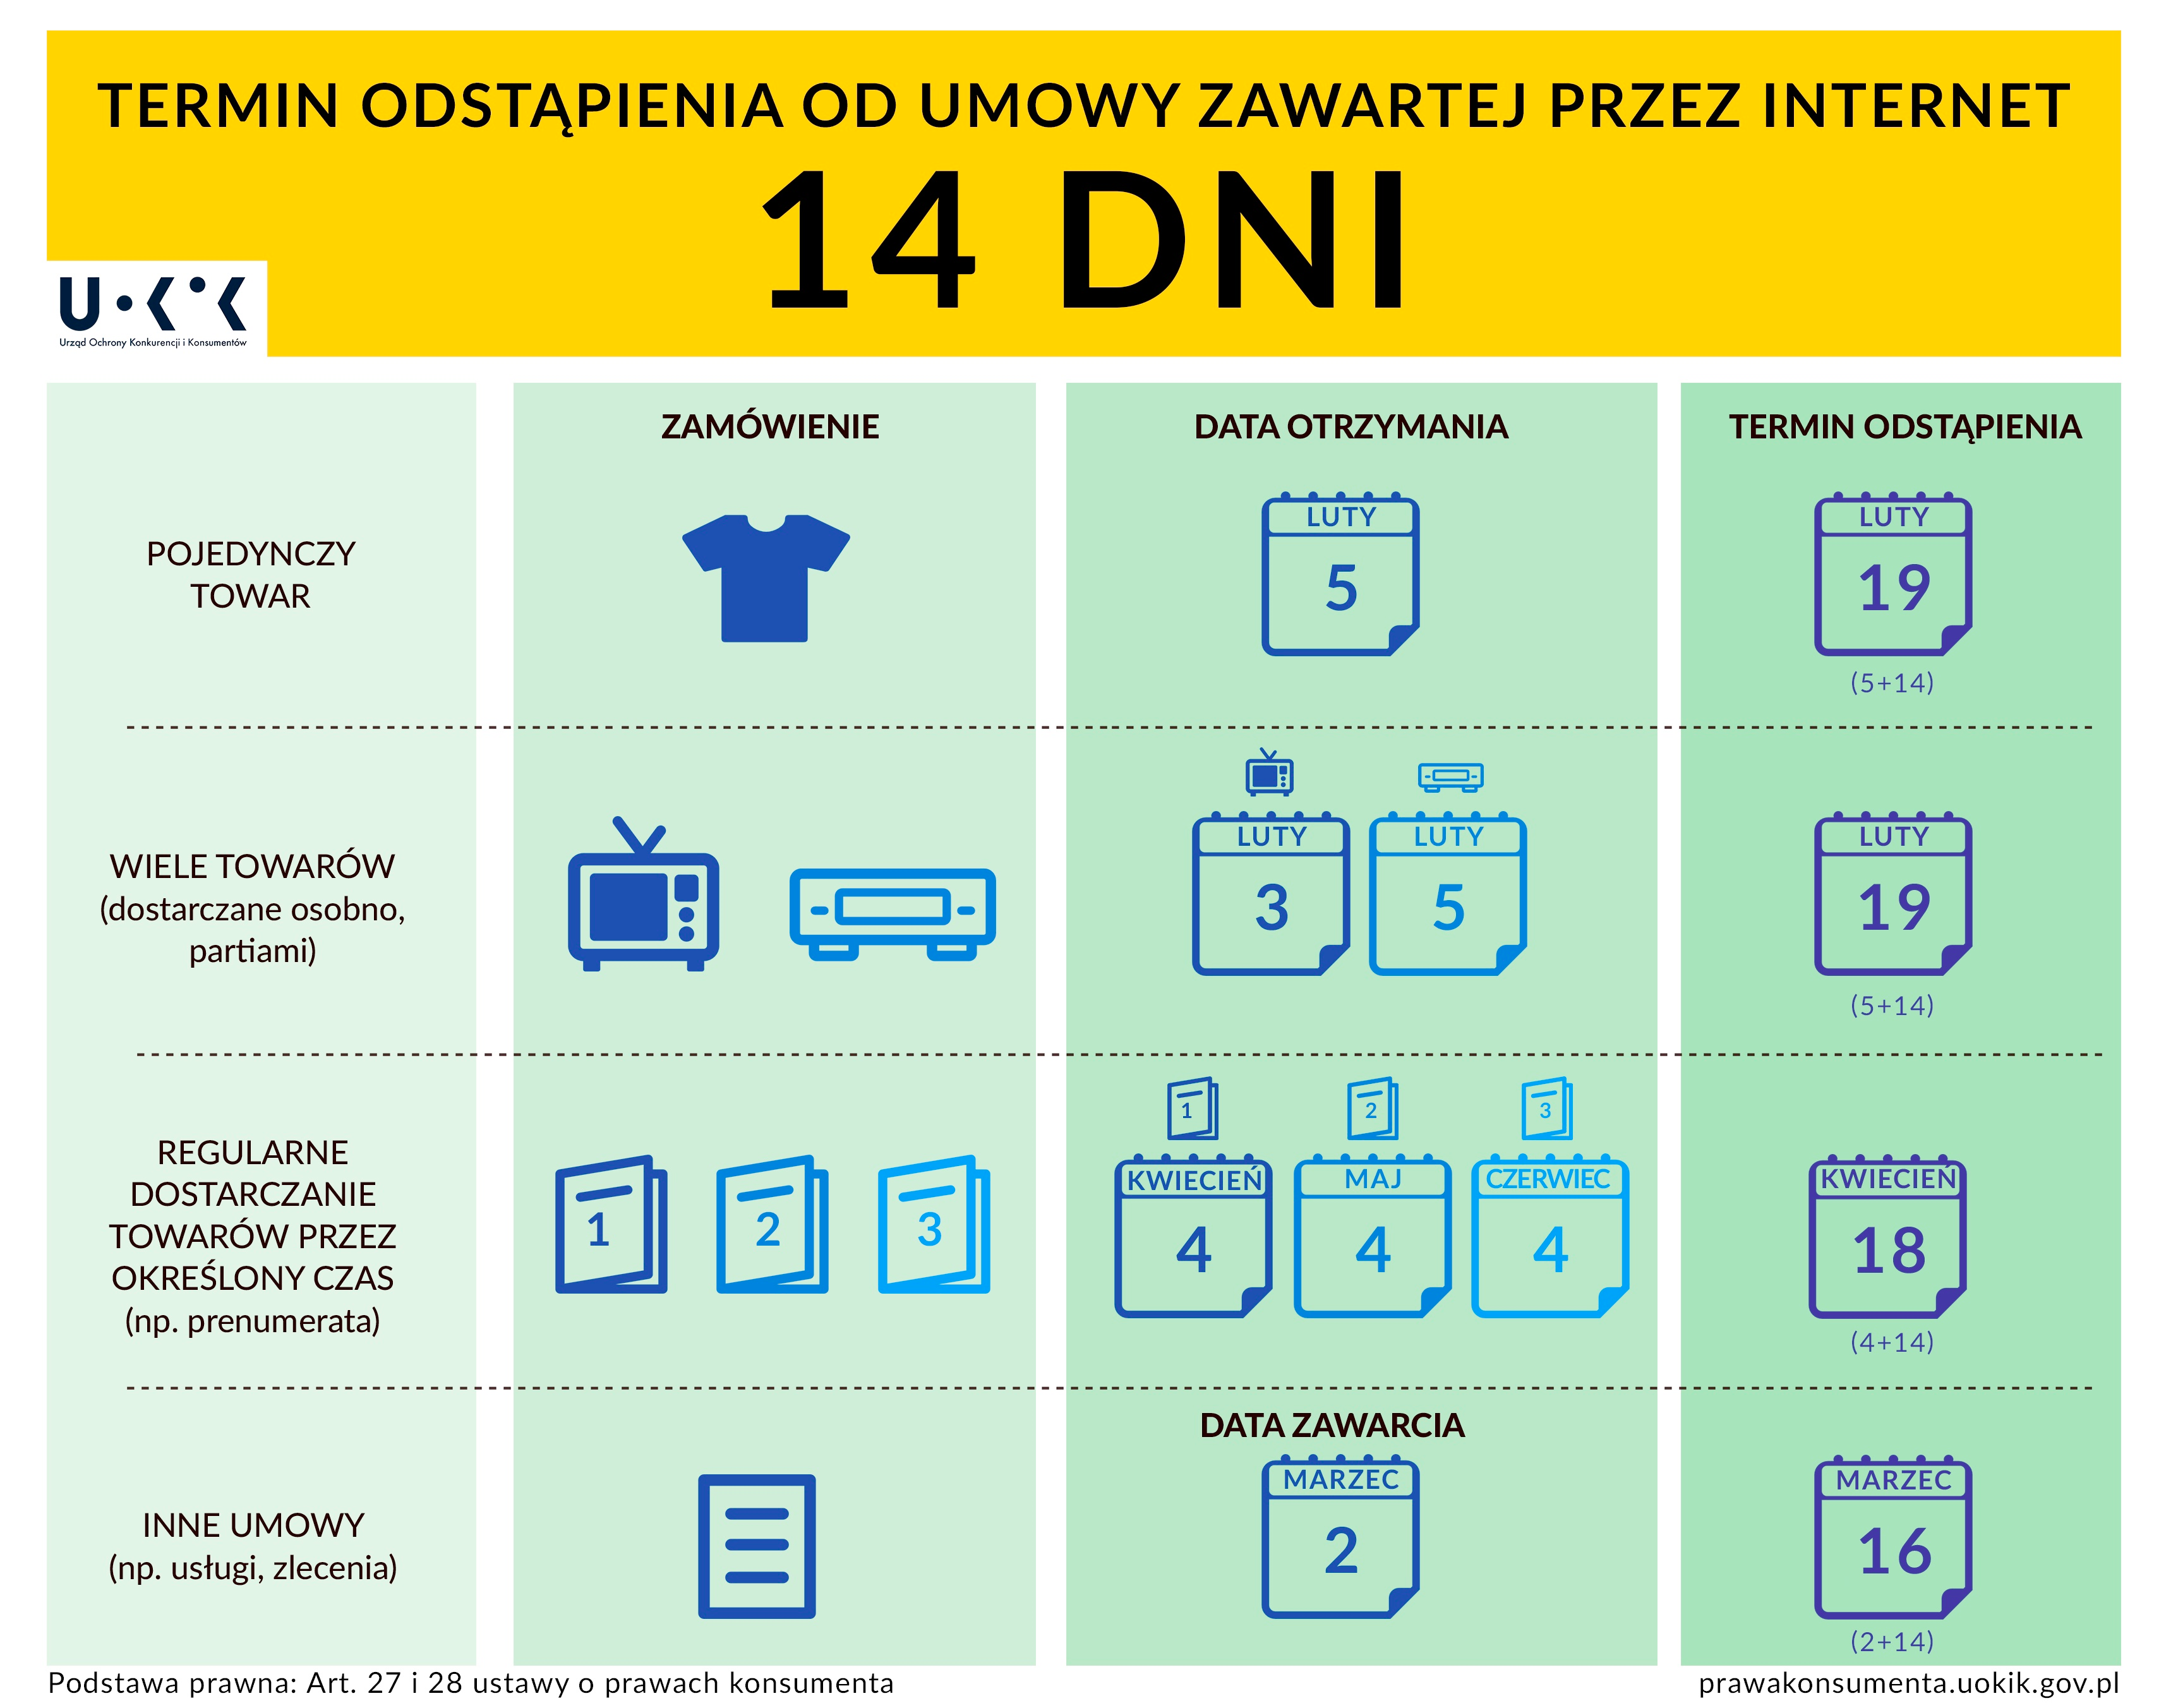 TERMIN ODSTĄPIENIA OD UMOWY ZAWARTEJ PRZEZ INTERNET
14 DNI
U·K·K
Urząd Ochrony Konkurencji i Konsumentów
ZAMÓWIENIE
DATA OTRZYMANIA
TERMIN ODSTĄPIENIA
POJEDYNCZY
TOWAR
LUTY
5
LUTY
19
(5+14)
WIELE TOWARÓW
(dostarczane osobno,
partiami)
LUTY
3
LUTY
5
LUTY
19
(5+14)
REGULARNE
DOSTARCZANIE
TOWARÓW PRZEZ
OKREŚLONY CZAS
(np. prenumerata)
1
2
3
1
2
3
KWIECIEŃ
4
MAJ
4
CZERWIEC
4
KWIECIEŃ
18
(4+14)
INNE UMOWY
(np. usługi, zlecenia)
DATA ZAWARCIA
MARZEC
2
MARZEC
16
(2+14)
Podstawa prawna: Art. 27 i 28 ustawy o prawach konsumenta
prawakonsumenta.uokik.gov.pl